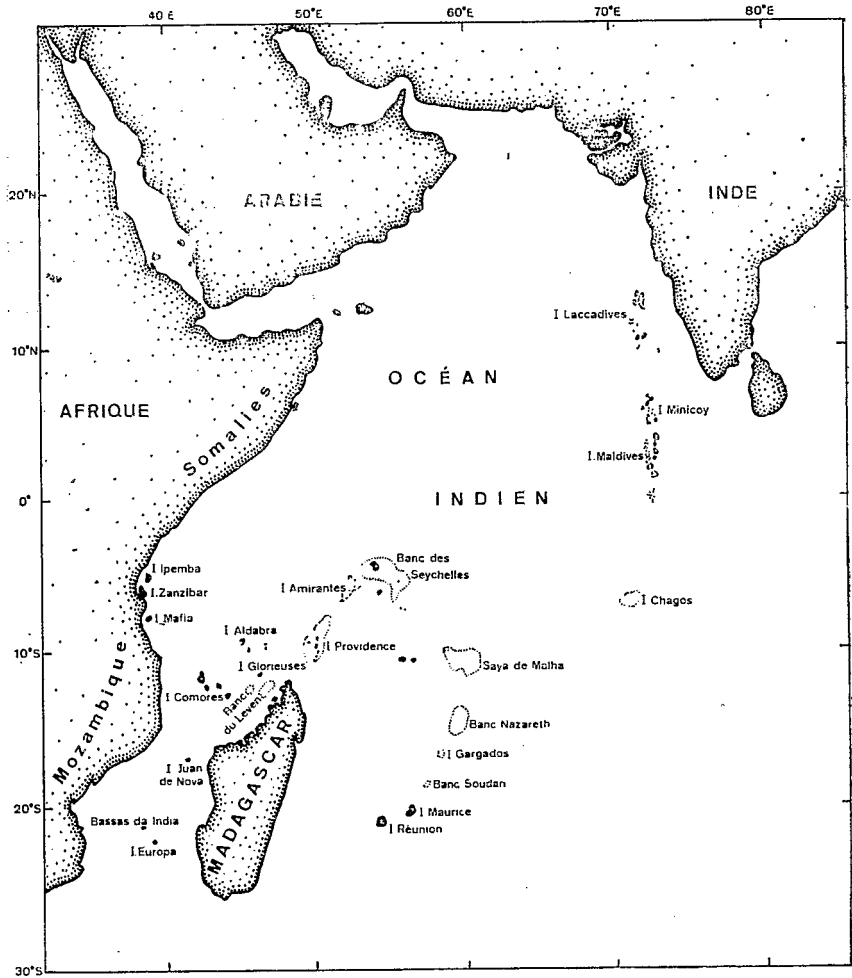 40 E
50°E
60°E
70°E
80°E
20°N
ARABIE
INDE
I Laccadives
10°N
OCÉAN
AFRIQUE
Somalies
I Minicoy
I.Maldives
0°
INDIEN
I Ipemba
I.Zanzibar
I Mafia
Banc des
Seychelles
I Amirantes
I Chagos
I Aldabra
I Providence
10°S
I Glorieuses
Saya de Malha
I Comores
Banc
du Levent
Mozambique
Banc Nazareth
I Gargados
I Juan
de Nova
MADAGASCAR
Banc Soudan
20°S
Bassas da India
I Maurice
I Réunion
I.Europa
30°S